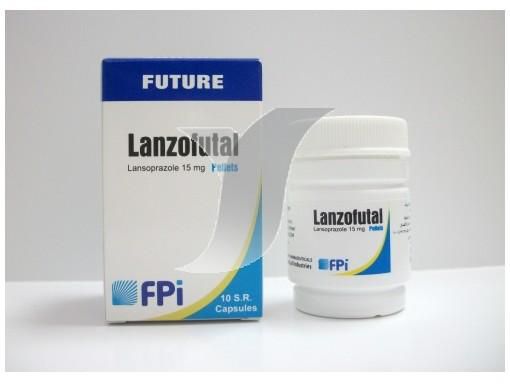 FUTURE
Lanzofutal
Lansoprazole 15 mg Pellets
FPi
10 S.R.
Capsules
Lanzofutal
Lansoprazole 15 mg Pellets
FPi